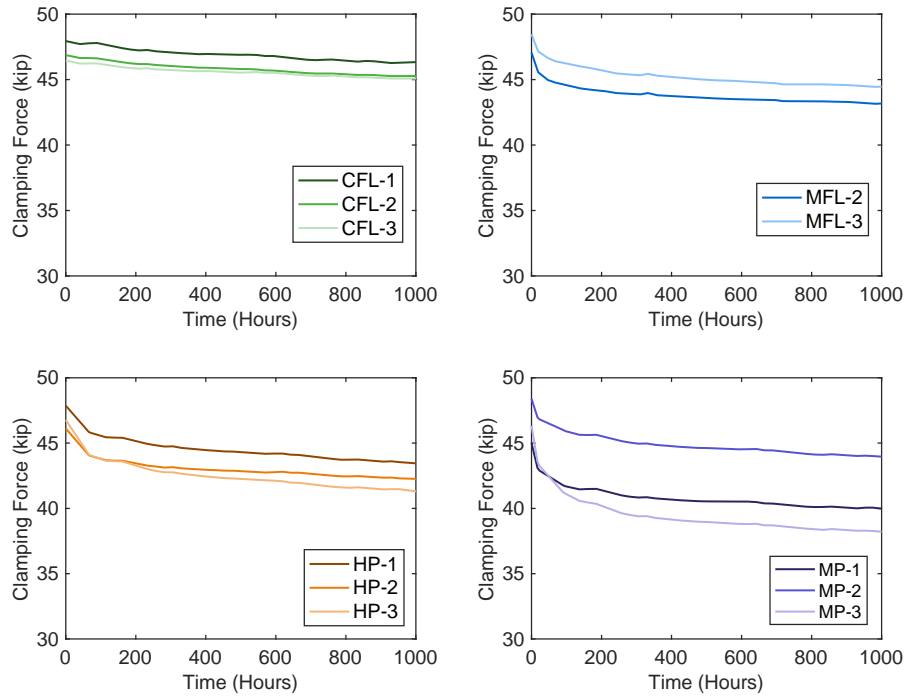 50
45
40
35
30
Clamping Force (kip)
CFL-1
CFL-2
CFL-3
0 200 400 600 800 1000
Time (Hours)
50
45
40
35
30
Clamping Force (kip)
MFL-2
MFL-3
0 200 400 600 800 1000
Time (Hours)
50
45
40
35
30
Clamping Force (kip)
HP-1
HP-2
HP-3
0 200 400 600 800 1000
Time (Hours)
50
45
40
35
30
Clamping Force (kip)
MP-1
MP-2
MP-3
0 200 400 600 800 1000
Time (Hours)